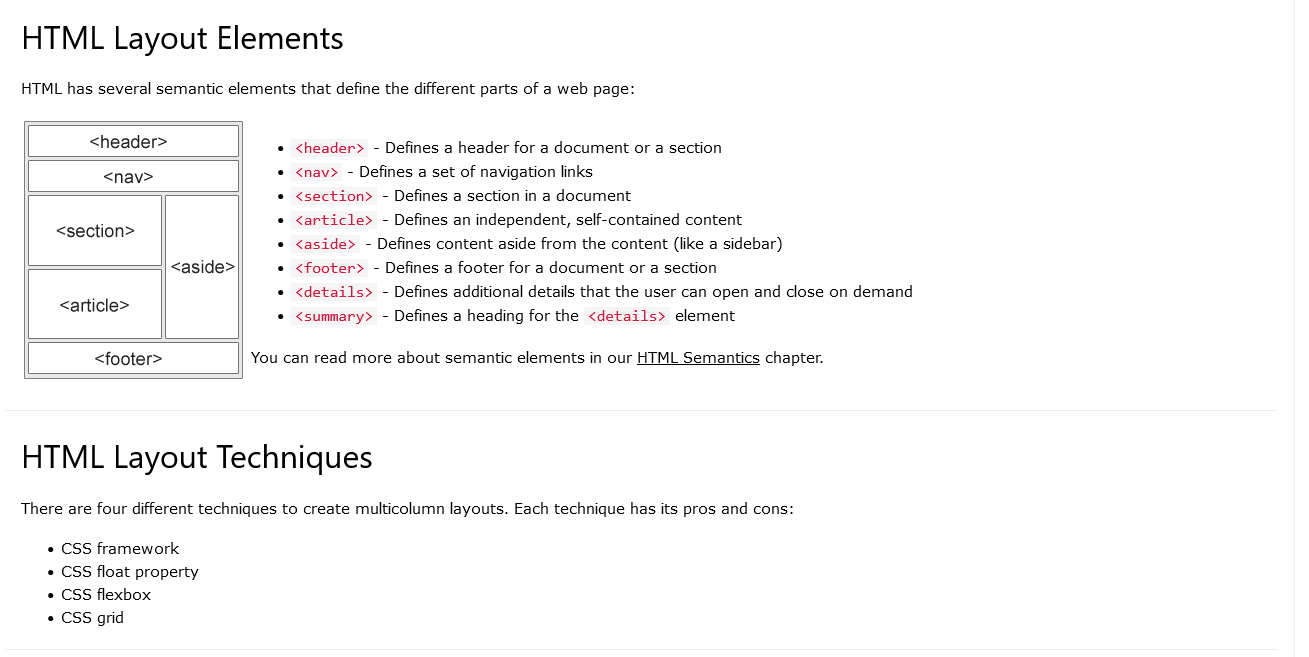 HTML Layout Elements
HTML has several semantic elements that define the different parts of a web page:
<header>
<nav>
<section>
<aside>
<article>
<footer>
<header> - Defines a header for a document or a section
<nav> - Defines a set of navigation links
<section> - Defines a section in a document
<article> - Defines an independent, self-contained content
<aside> - Defines content aside from the content (like a sidebar)
<footer> - Defines a footer for a document or a section
<details> - Defines additional details that the user can open and close on demand
<summary> - Defines a heading for the <details> element
You can read more about semantic elements in our HTML Semantics chapter.
HTML Layout Techniques
There are four different techniques to create multicolumn layouts. Each technique has its pros and cons:
CSS framework
CSS float property
CSS flexbox
CSS grid